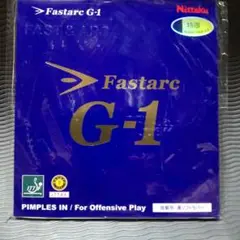 Fastarc G-1
Nittaku
Fastarc
G-1
PIMPLES IN / For Offensive Play